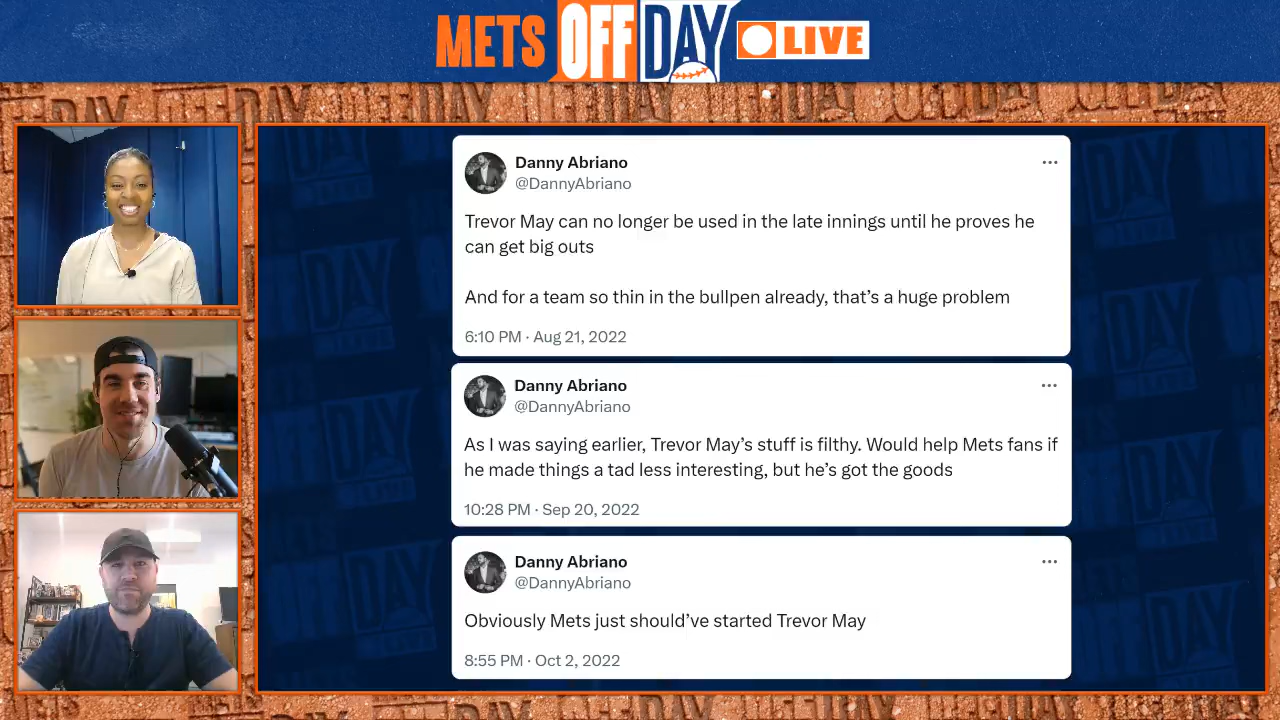 METS OFF DAY LIVE
Danny Abriano
@DannyAbriano
Trevor May can no longer be used in the late innings until he proves he
can get big outs
And for a team so thin in the bullpen already, that’s a huge problem
6:10 PM · Aug 21, 2022
Danny Abriano
@DannyAbriano
As I was saying earlier, Trevor May’s stuff is filthy. Would help Mets fans if
he made things a tad less interesting, but he’s got the goods
10:28 PM · Sep 20, 2022
Danny Abriano
@DannyAbriano
Obviously Mets just should’ve started Trevor May
8:55 PM · Oct 2, 2022